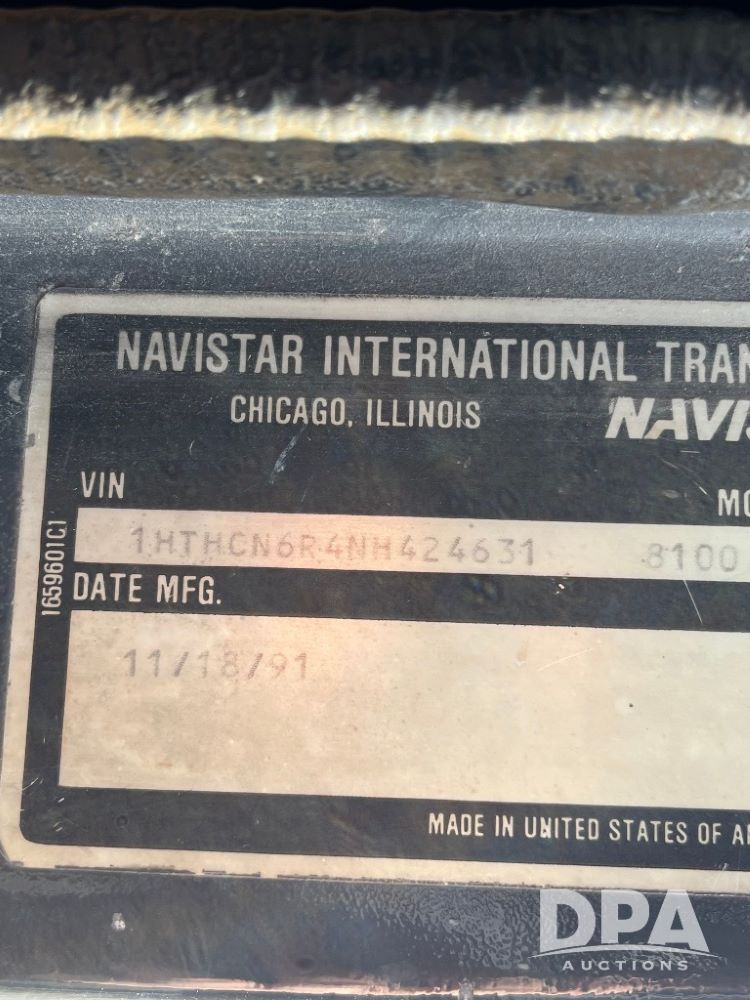 NAVISTAR INTERNATIONAL TRAN
CHICAGO, ILLINOIS NAVIS
VIN MO
1HTHCN6R4NH424631 8100
DATE MFG.
11/18/91
1659601C1
MADE IN UNITED STATES OF A
DPA
AUCTIONS